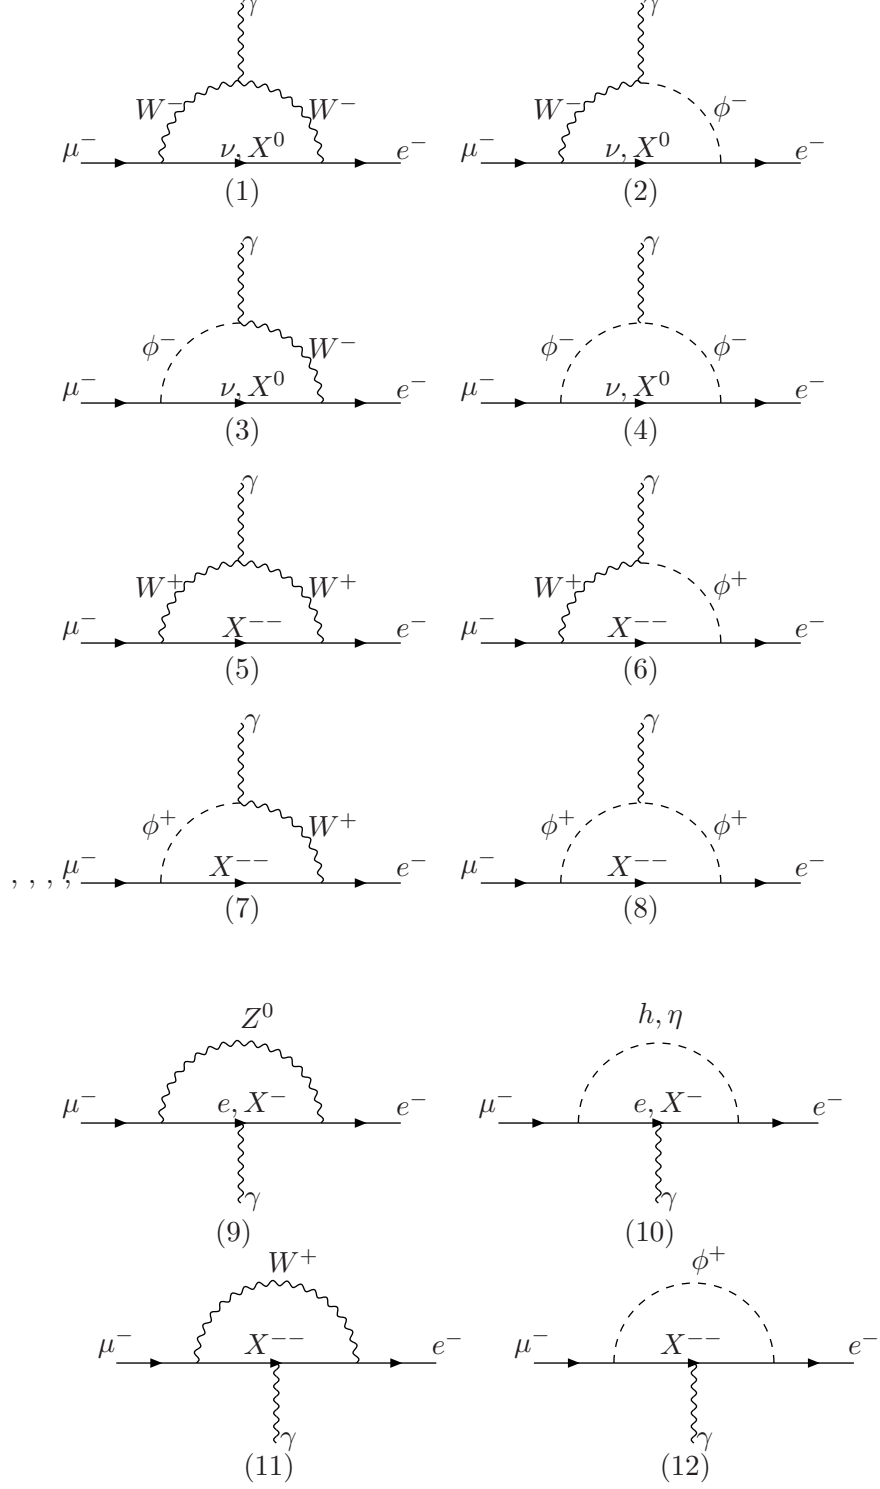 γ γ
W⁻ W⁻ W⁻ φ⁻
μ⁻ ν, X⁰ e⁻ μ⁻ ν, X⁰ e⁻
(1) (2)
γ γ
φ⁻ W⁻ φ⁻ φ⁻
μ⁻ ν, X⁰ e⁻ μ⁻ ν, X⁰ e⁻
(3) (4)
γ γ
W⁺ W⁺ W⁺ φ⁺
μ⁻ X⁻⁻ e⁻ μ⁻ X⁻⁻ e⁻
(5) (6)
γ γ
φ⁺ W⁺ φ⁺ φ⁺
, , , , μ⁻ X⁻⁻ e⁻ μ⁻ X⁻⁻ e⁻
(7) (8)
Z⁰ h, η
μ⁻ e, X⁻ e⁻ μ⁻ e, X⁻ e⁻
γ γ
(9) (10)
W⁺ φ⁺
μ⁻ X⁻⁻ e⁻ μ⁻ X⁻⁻ e⁻
γ γ
(11) (12)